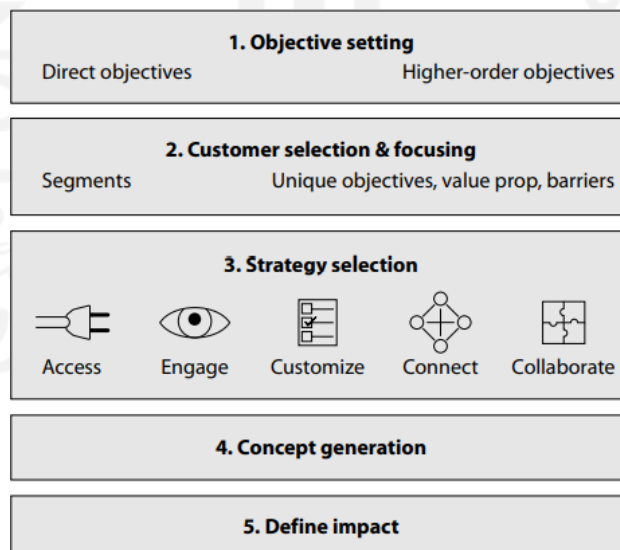 1. Objective setting
Direct objectives Higher-order objectives
2. Customer selection & focusing
Segments Unique objectives, value prop, barriers
3. Strategy selection
Access Engage Customize Connect Collaborate
4. Concept generation
5. Define impact